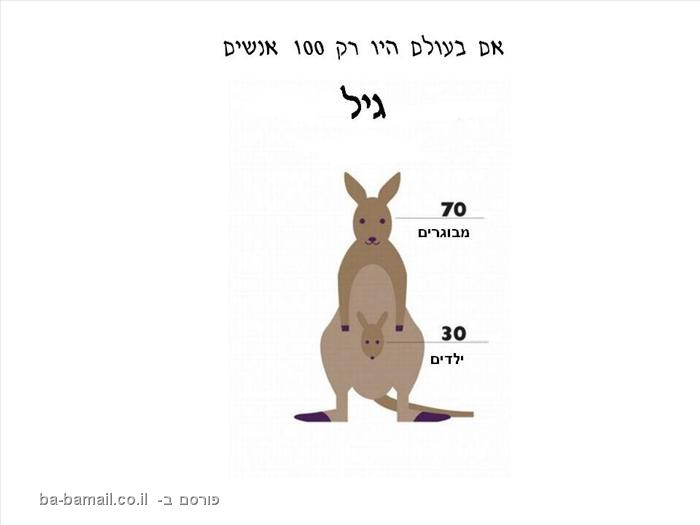 אם בעולם היו רק 100 אנשים
גיל
70
מבוגרים
30
ילדים
פורסם ב- ba-bamail.co.il